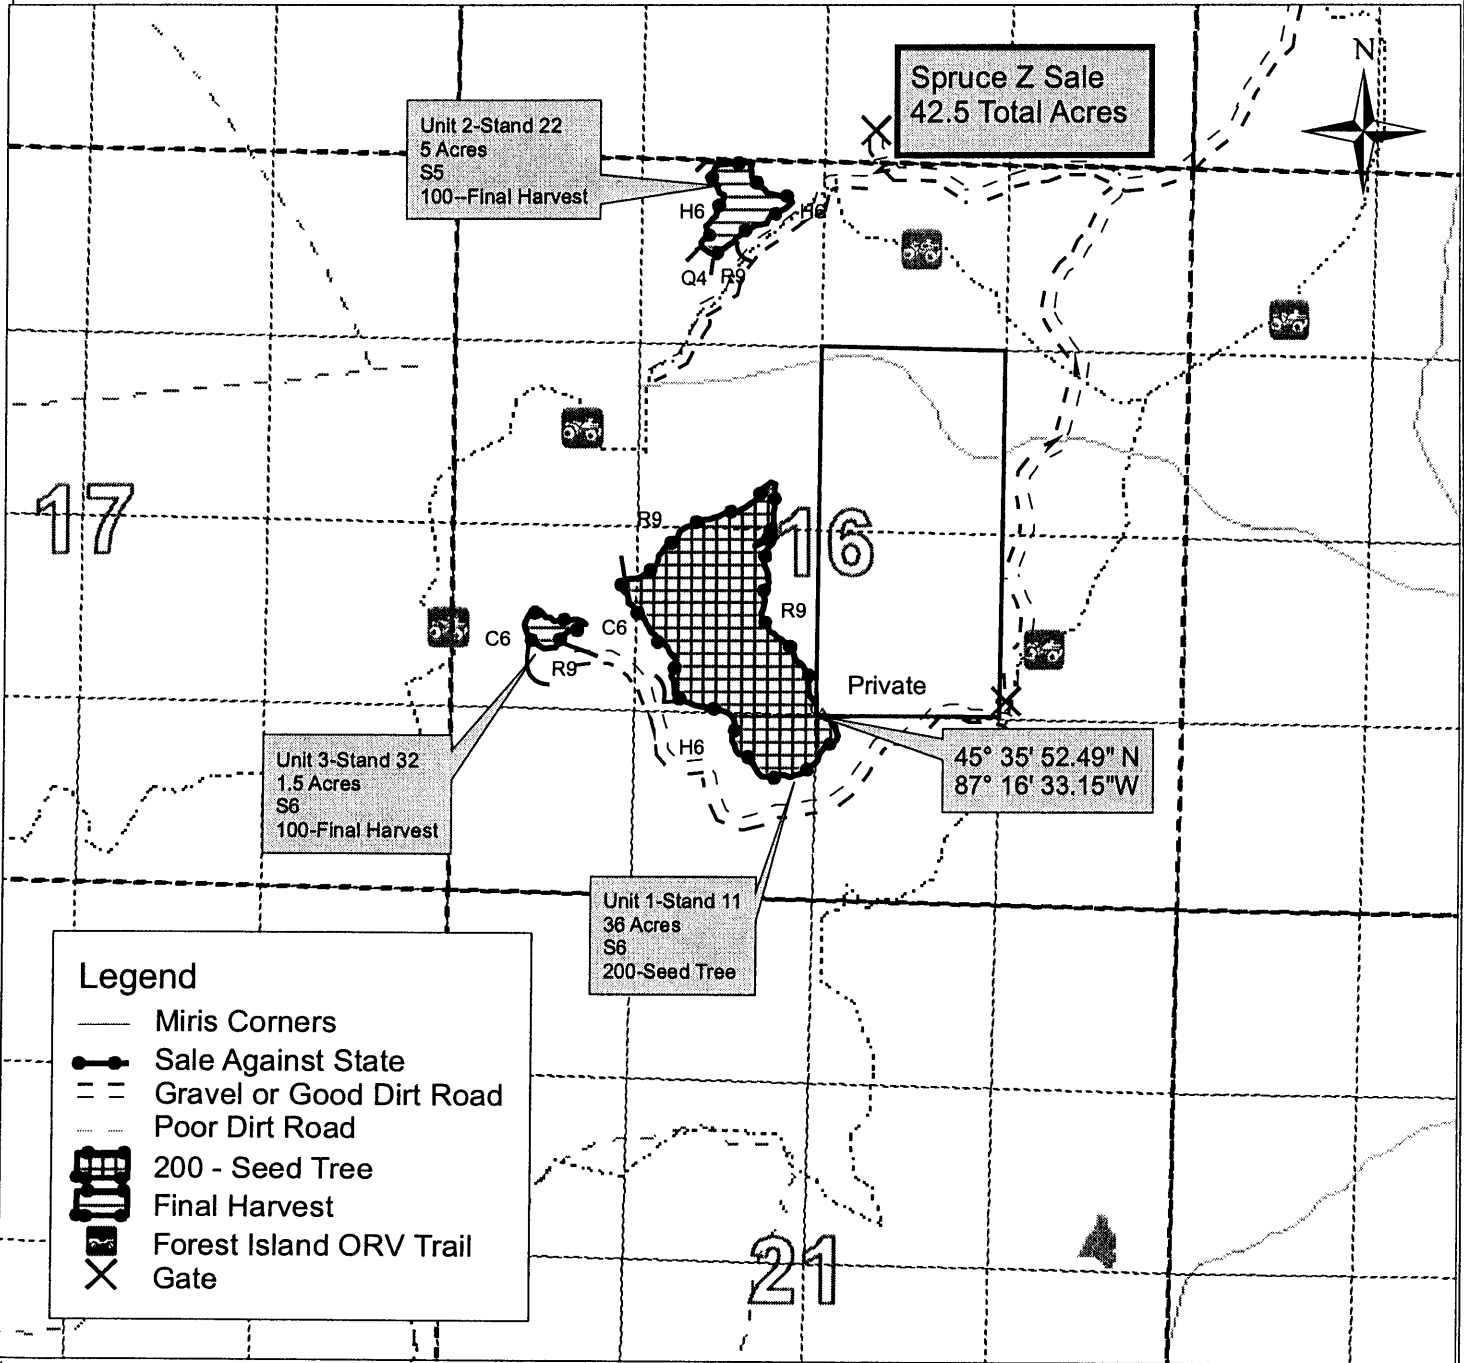 N
Spruce Z Sale
42.5 Total Acres
Unit 2-Stand 22
5 Acres
S5
100--Final Harvest
H6
H6
Q4
R9
17
R9
16
R9
C6
C6
R9
Private
H6
45° 35' 52.49" N
87° 16' 33.15"W
Unit 3-Stand 32
1.5 Acres
S6
100-Final Harvest
Unit 1-Stand 11
36 Acres
S6
200-Seed Tree
Legend
Miris Corners
Sale Against State
Gravel or Good Dirt Road
Poor Dirt Road
200 - Seed Tree
Final Harvest
Forest Island ORV Trail
Gate
21